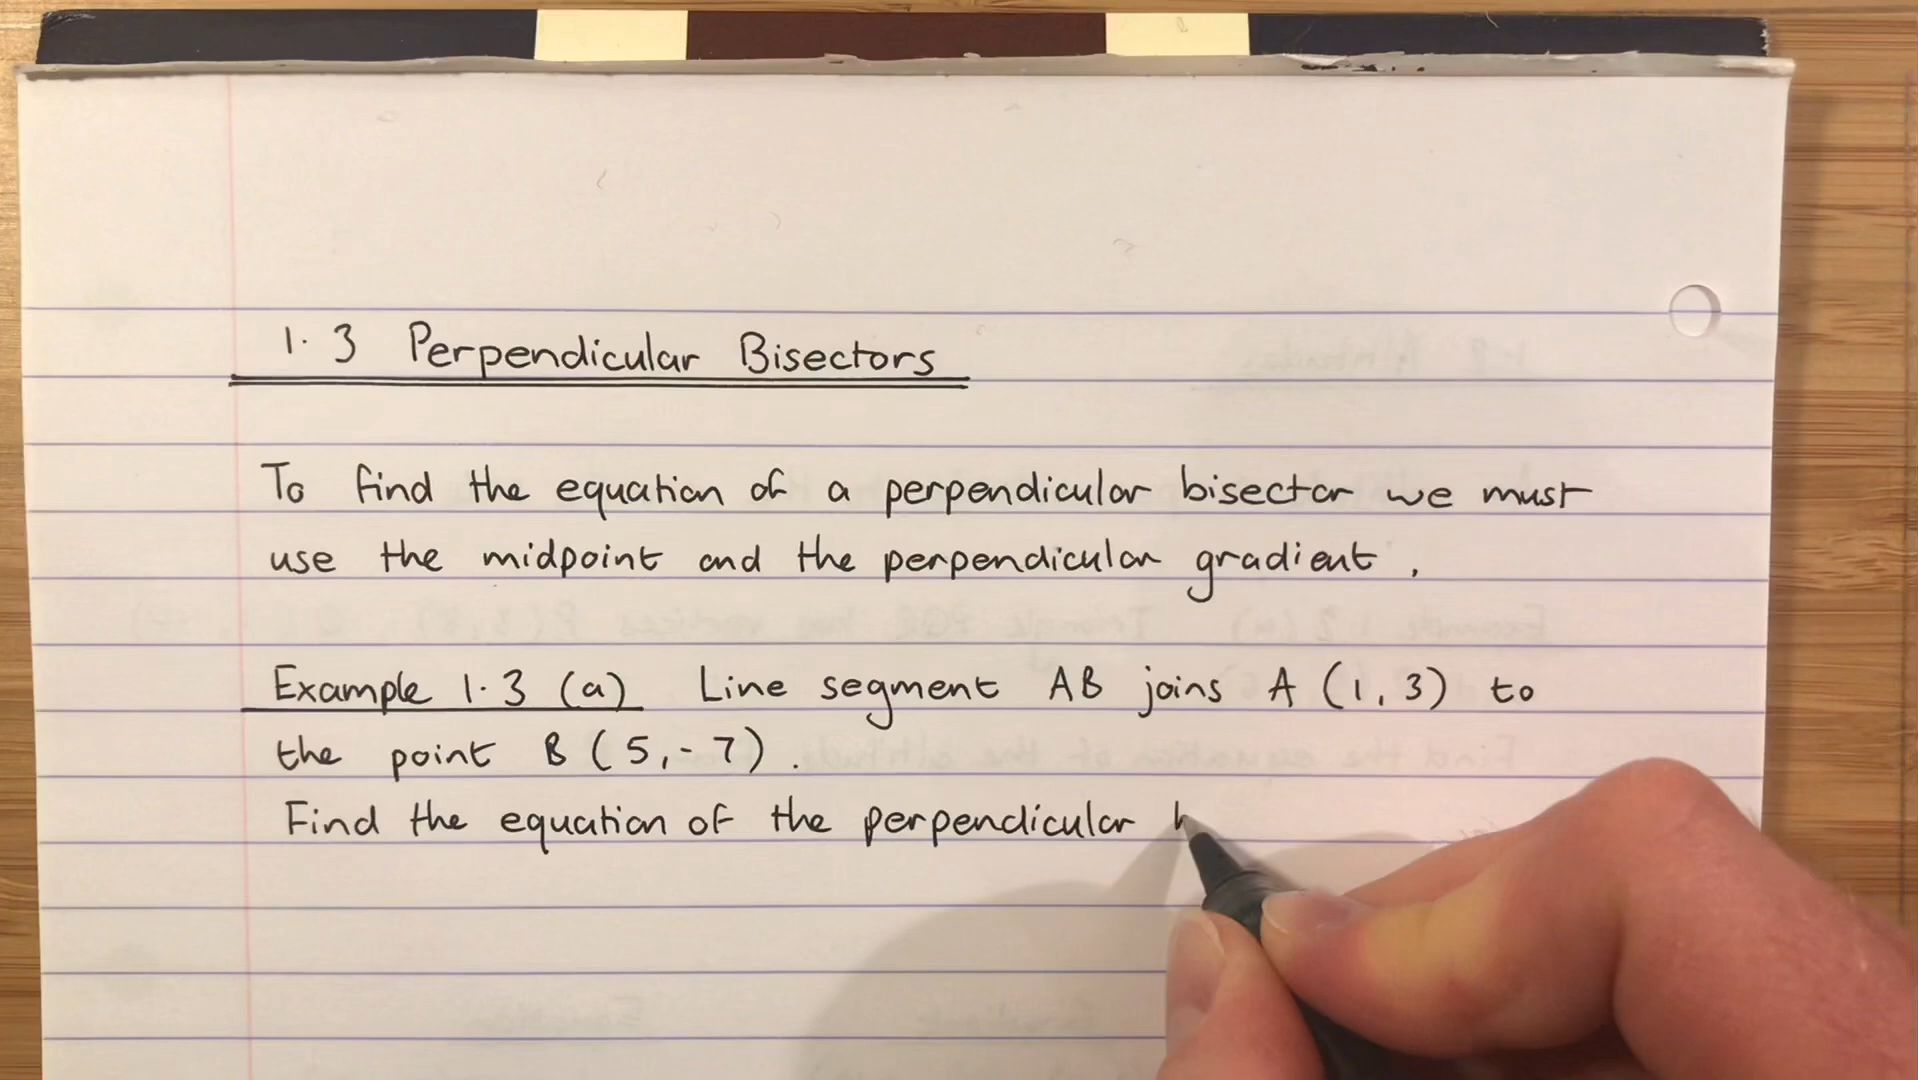 1.3 Perpendicular Bisectors
To find the equation of a perpendicular bisector we must
use the midpoint and the perpendicular gradient.
Example 1.3 (a) Line segment AB joins A (1, 3) to
the point B (5, -7).
Find the equation of the perpendicular